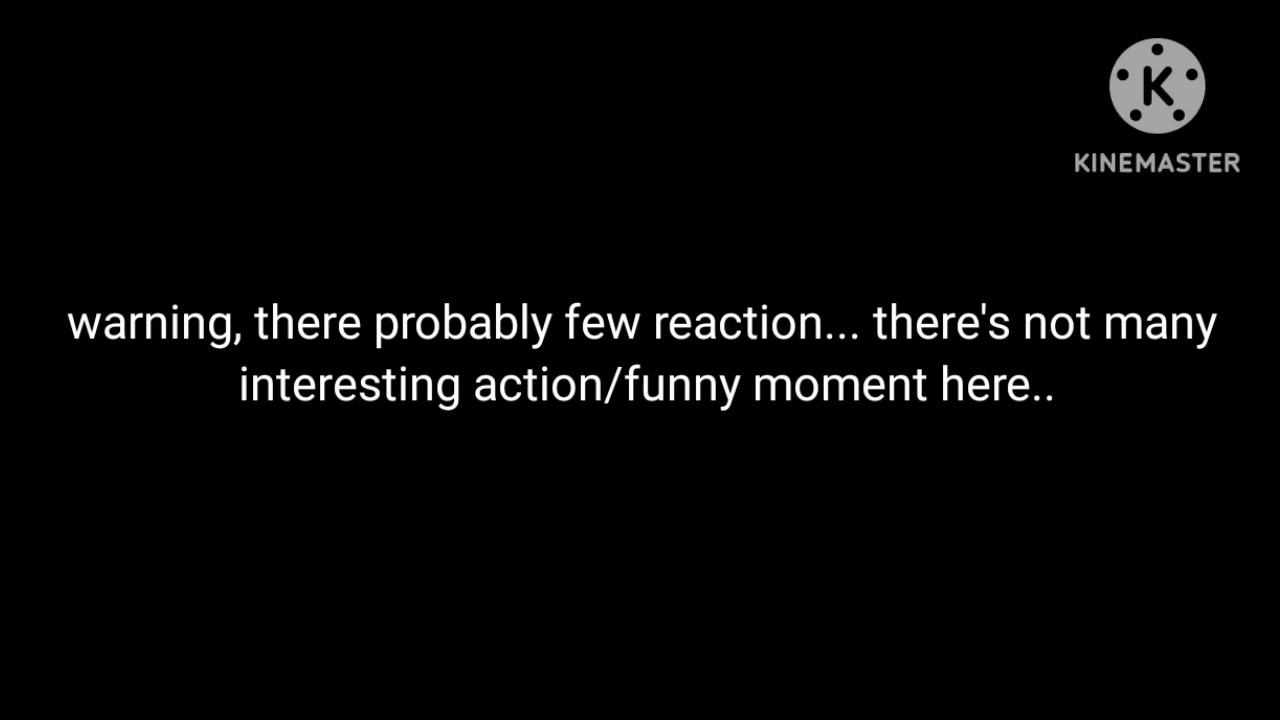 K
KINEMASTER
warning, there probably few reaction... there's not many
interesting action/funny moment here..